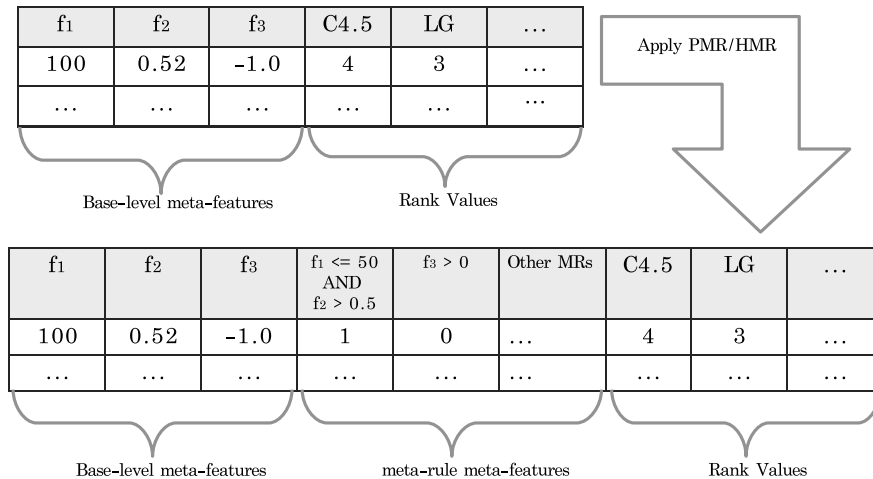 f1 f2 f3 C4.5 LG ...
100 0.52 -1.0 4 3 ...
... ... ... ... ... ...
Base-level meta-features Rank Values
Apply PMR/HMR
f1 f2 f3 f1 <= 50 AND f2 > 0.5 f3 > 0 Other MRs C4.5 LG ...
100 0.52 -1.0 1 0 ... 4 3 ...
... ... ... ... ... ... ... ... ...
Base-level meta-features meta-rule meta-features Rank Values